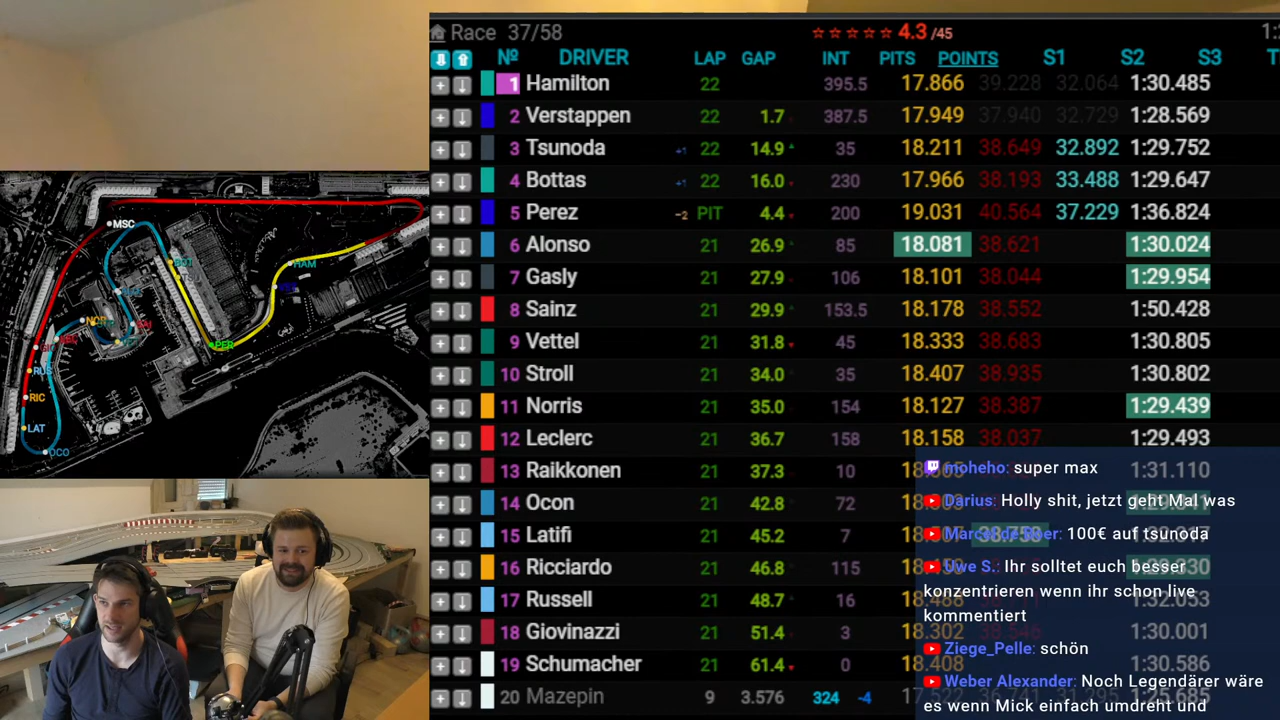 Race 37/58 4.3 /45
Nº DRIVER LAP GAP INT PITS POINTS S1 S2 S3
1 Hamilton 22 395.5 17.866 39.228 32.064 1:30.485
2 Verstappen 22 1.7 387.5 17.949 37.940 32.729 1:28.569
3 Tsunoda +1 22 14.9 35 18.211 38.649 32.892 1:29.752
4 Bottas +1 22 16.0 230 17.966 38.193 33.488 1:29.647
5 Perez −2 PIT 4.4 200 19.031 40.564 37.229 1:36.824
6 Alonso 21 26.9 85 18.081 38.621 1:30.024
7 Gasly 21 27.9 106 18.101 38.044 1:29.954
8 Sainz 21 29.9 153.5 18.178 38.552 1:50.428
9 Vettel 21 31.8 45 18.333 38.683 1:30.805
10 Stroll 21 34.0 35 18.407 38.935 1:30.802
11 Norris 21 35.0 154 18.127 38.387 1:29.439
12 Leclerc 21 36.7 158 18.158 38.037 1:29.493
13 Raikkonen 21 37.3 10 1:31.110
14 Ocon 21 42.8 72
15 Latifi 21 45.2 7
16 Ricciardo 21 46.8 115
17 Russell 21 48.7 16 1:32.053
18 Giovinazzi 21 51.4 3 18.302 1:30.001
19 Schumacher 21 61.4 0 18.408 1:30.586
20 Mazepin 9 3.576 324 -4
MSC
HAM
PER
RUS
RIC
LAT
OCO
moheho: super max
Darius: Holly shit, jetzt geht Mal was
100€ auf tsunoda
Uwe S.: Ihr solltet euch besser
konzentrieren wenn ihr schon live
kommentiert
Ziege_Pelle: schön
Weber Alexander: Noch Legendärer wäre
es wenn Mick einfach umdreht und